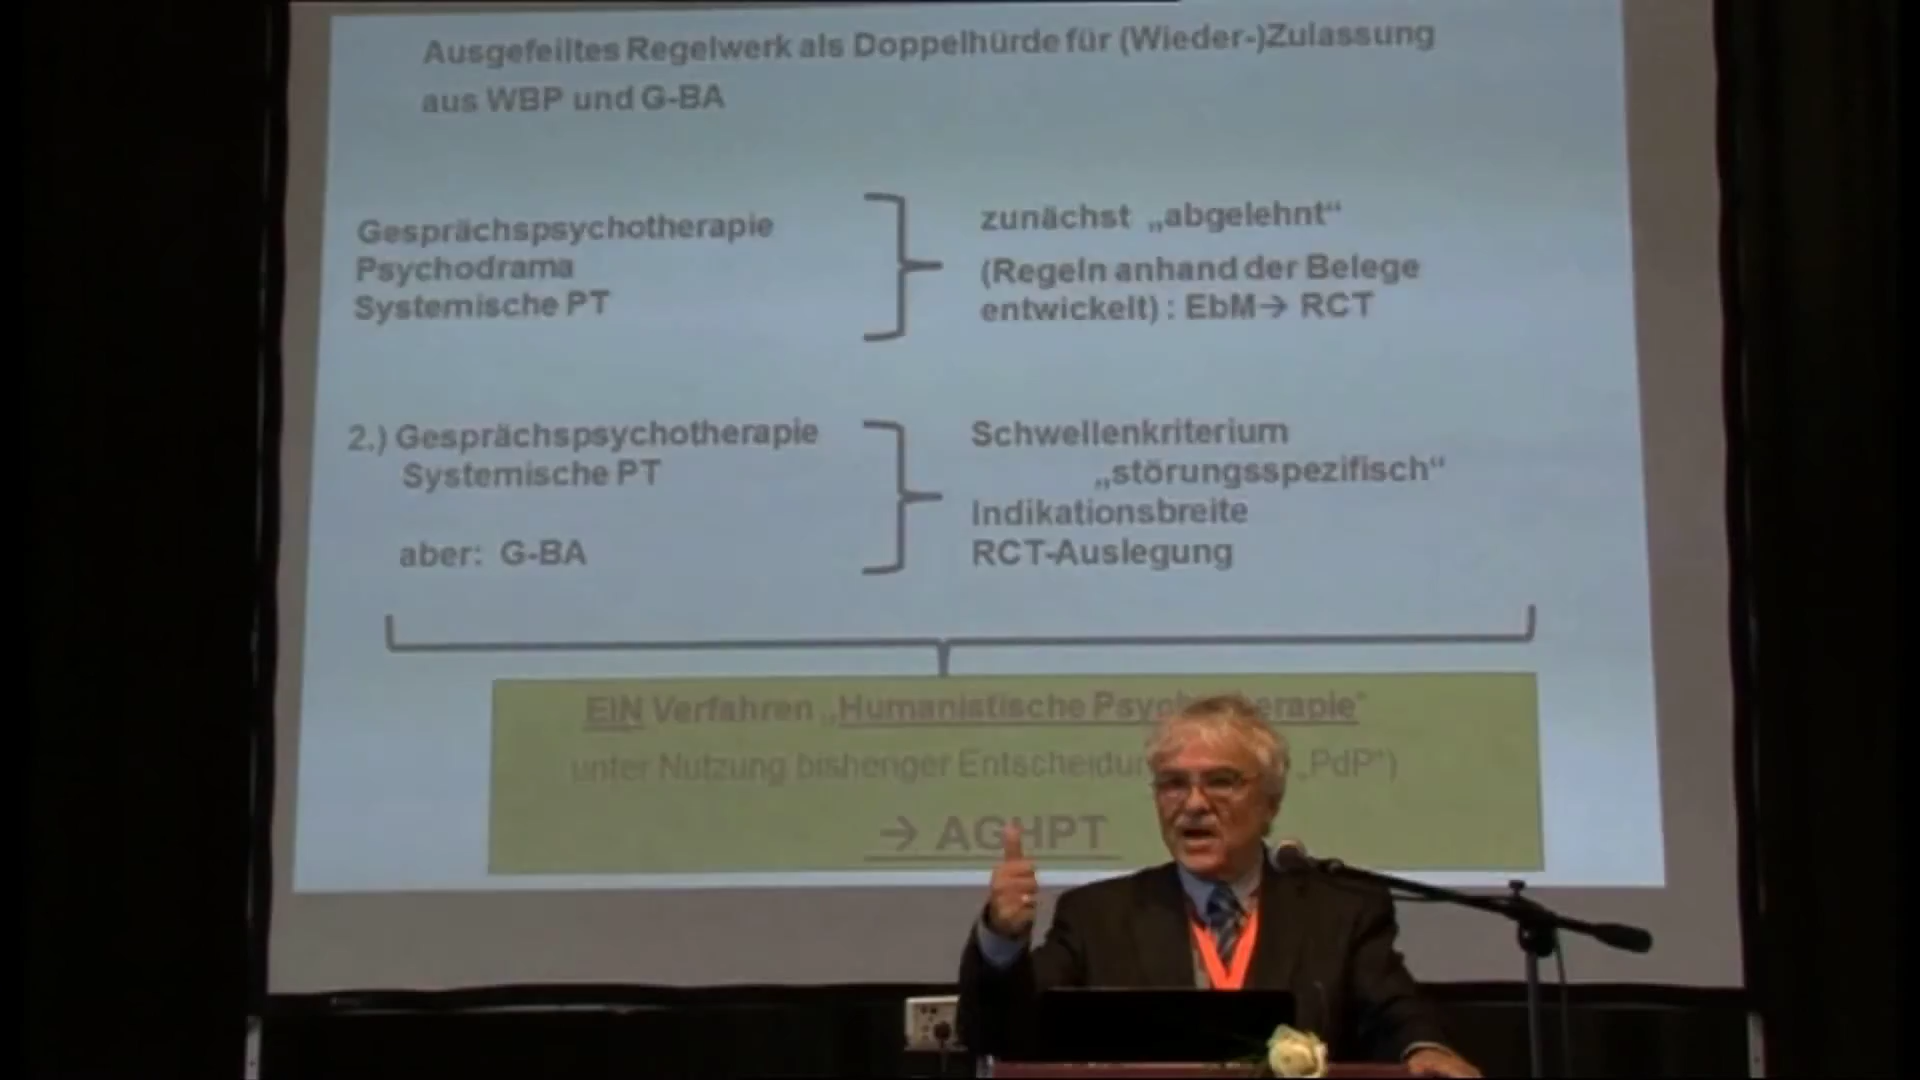 Ausgefeiltes Regelwerk als Doppelhürde für (Wieder-)Zulassung
aus WBP und G-BA
Gesprächspsychotherapie
Psychodrama
Systemische PT
zunächst „abgelehnt“
(Regeln anhand der Belege
entwickelt) : EbM→ RCT
2.) Gesprächspsychotherapie
Systemische PT
aber: G-BA
Schwellenkriterium
„störungsspezifisch“
Indikationsbreite
RCT-Auslegung
EIN Verfahren „Humanistische Psychotherapie“
unter Nutzung bisheriger „PdP“)
→ AGHPT